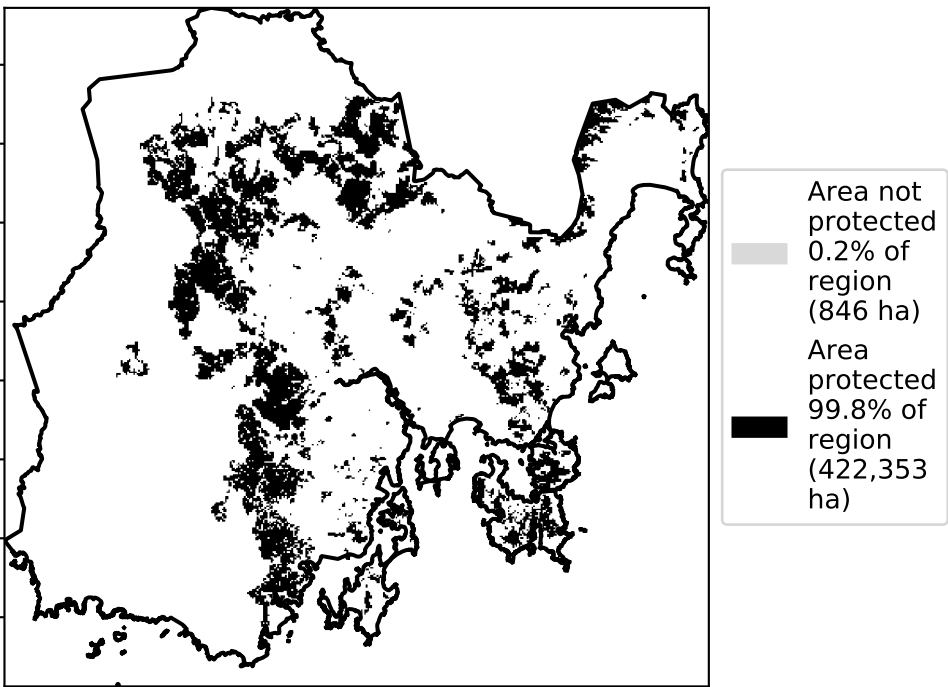 Area not
protected
0.2% of
region
(846 ha)
Area
protected
99.8% of
region
(422,353
ha)